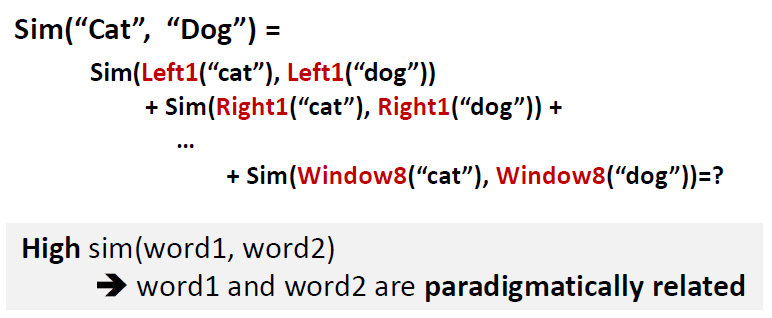 Sim(“Cat”, “Dog”) =
Sim(Left1(“cat”), Left1(“dog”))
+ Sim(Right1(“cat”), Right1(“dog”)) +
...
+ Sim(Window8(“cat”), Window8(“dog”))=?
High sim(word1, word2)
➔ word1 and word2 are paradigmatically related